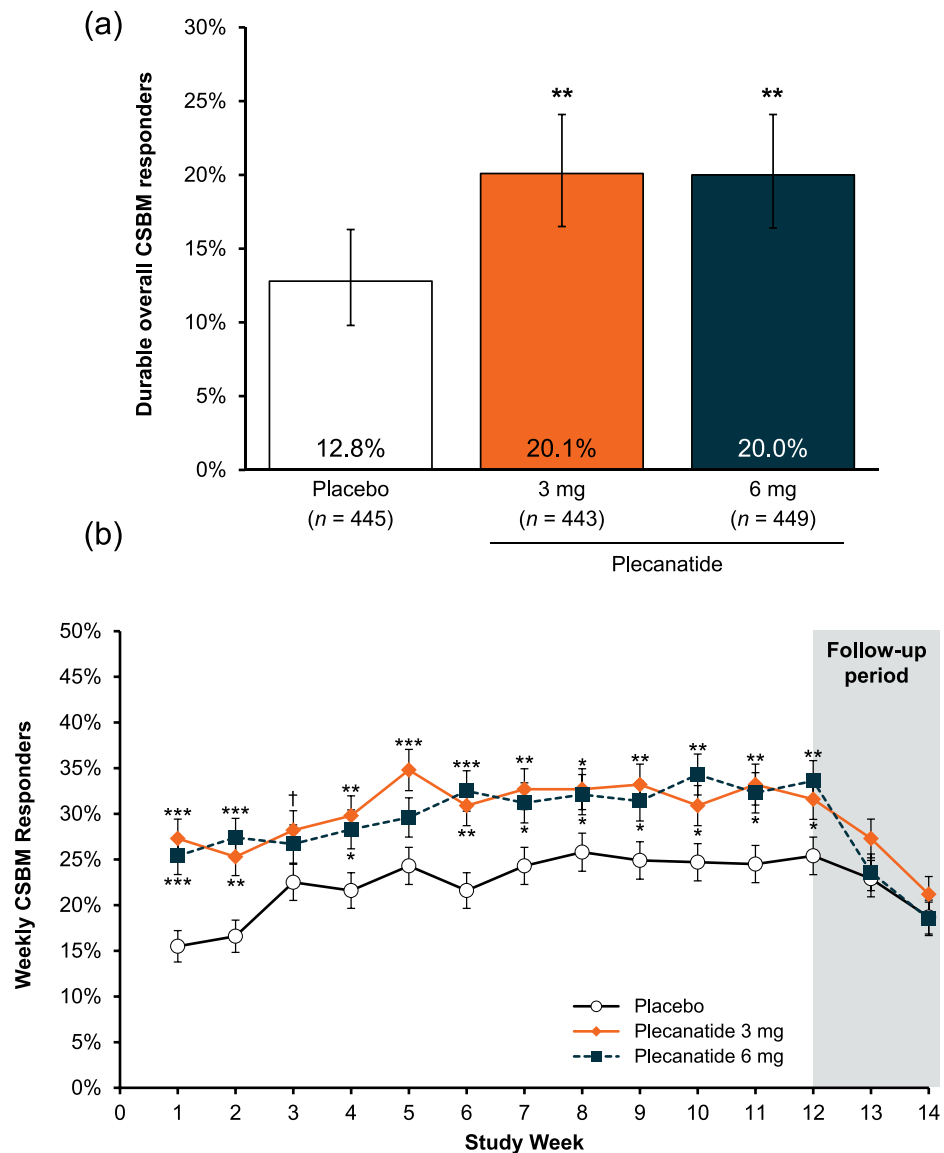 (a)
Durable overall CSBM responders
30%
25%
20%
15%
10%
5%
0%
**
**
12.8%
20.1%
20.0%
Placebo
(n = 445)
3 mg
(n = 443)
6 mg
(n = 449)
Plecanatide
(b)
Weekly CSBM Responders
50%
45%
40%
35%
30%
25%
20%
15%
10%
5%
0%
Follow-up
period
*** *** † ** *** *** ** * ** ** ** **
*** ** * ** * * * * * *
Placebo
Plecanatide 3 mg
Plecanatide 6 mg
0 1 2 3 4 5 6 7 8 9 10 11 12 13 14
Study Week